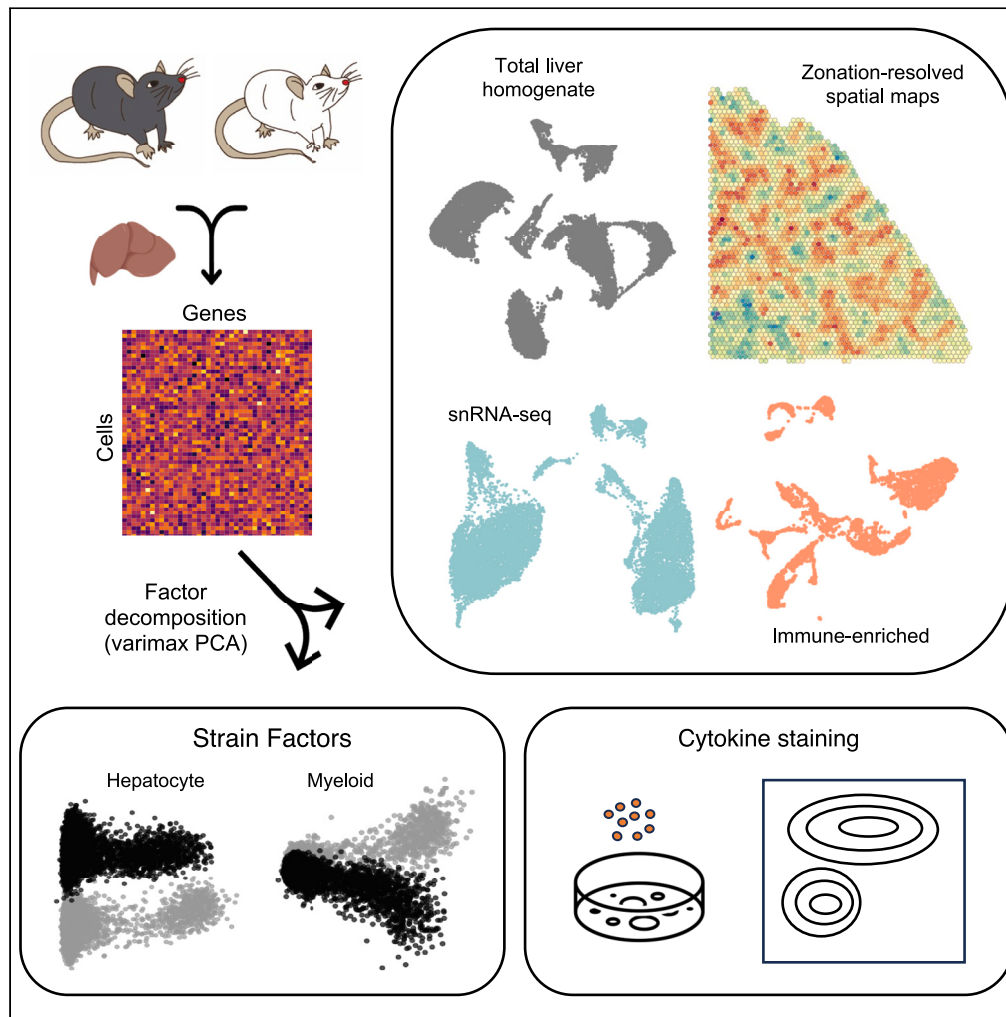 Total liver
homogenate
Zonation-resolved
spatial maps
Genes
Cells
snRNA-seq
Immune-enriched
Factor
decomposition
(varimax PCA)
Strain Factors
Hepatocyte
Myeloid
Cytokine staining